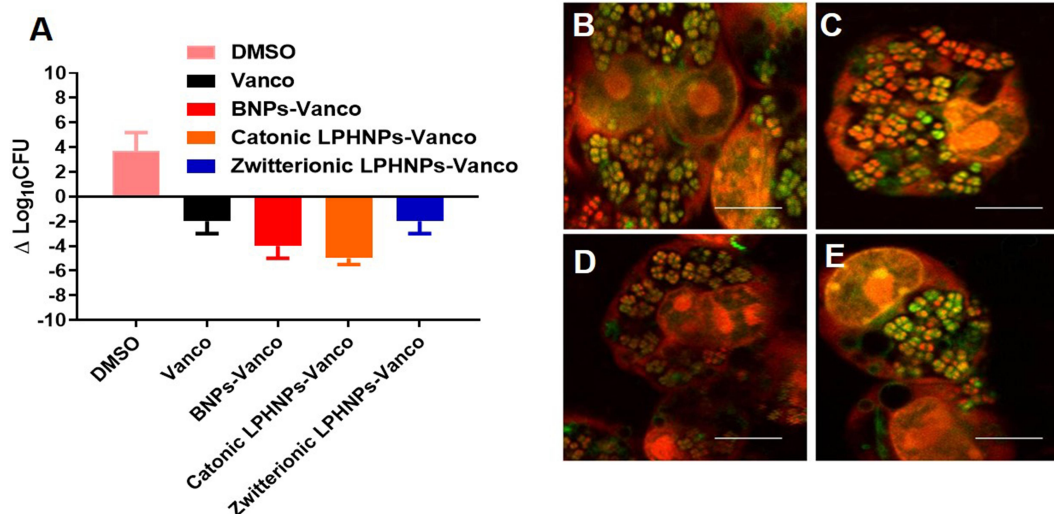 A
DMSO
Vanco
BNPs-Vanco
Catonic LPHNPs-Vanco
Zwitterionic LPHNPs-Vanco
Δ Log10CFU
10
8
6
4
2
0
-2
-4
-6
-8
-10
DMSO
Vanco
BNPs-Vanco
Catonic LPHNPs-Vanco
Zwitterionic LPHNPs-Vanco
B
C
D
E